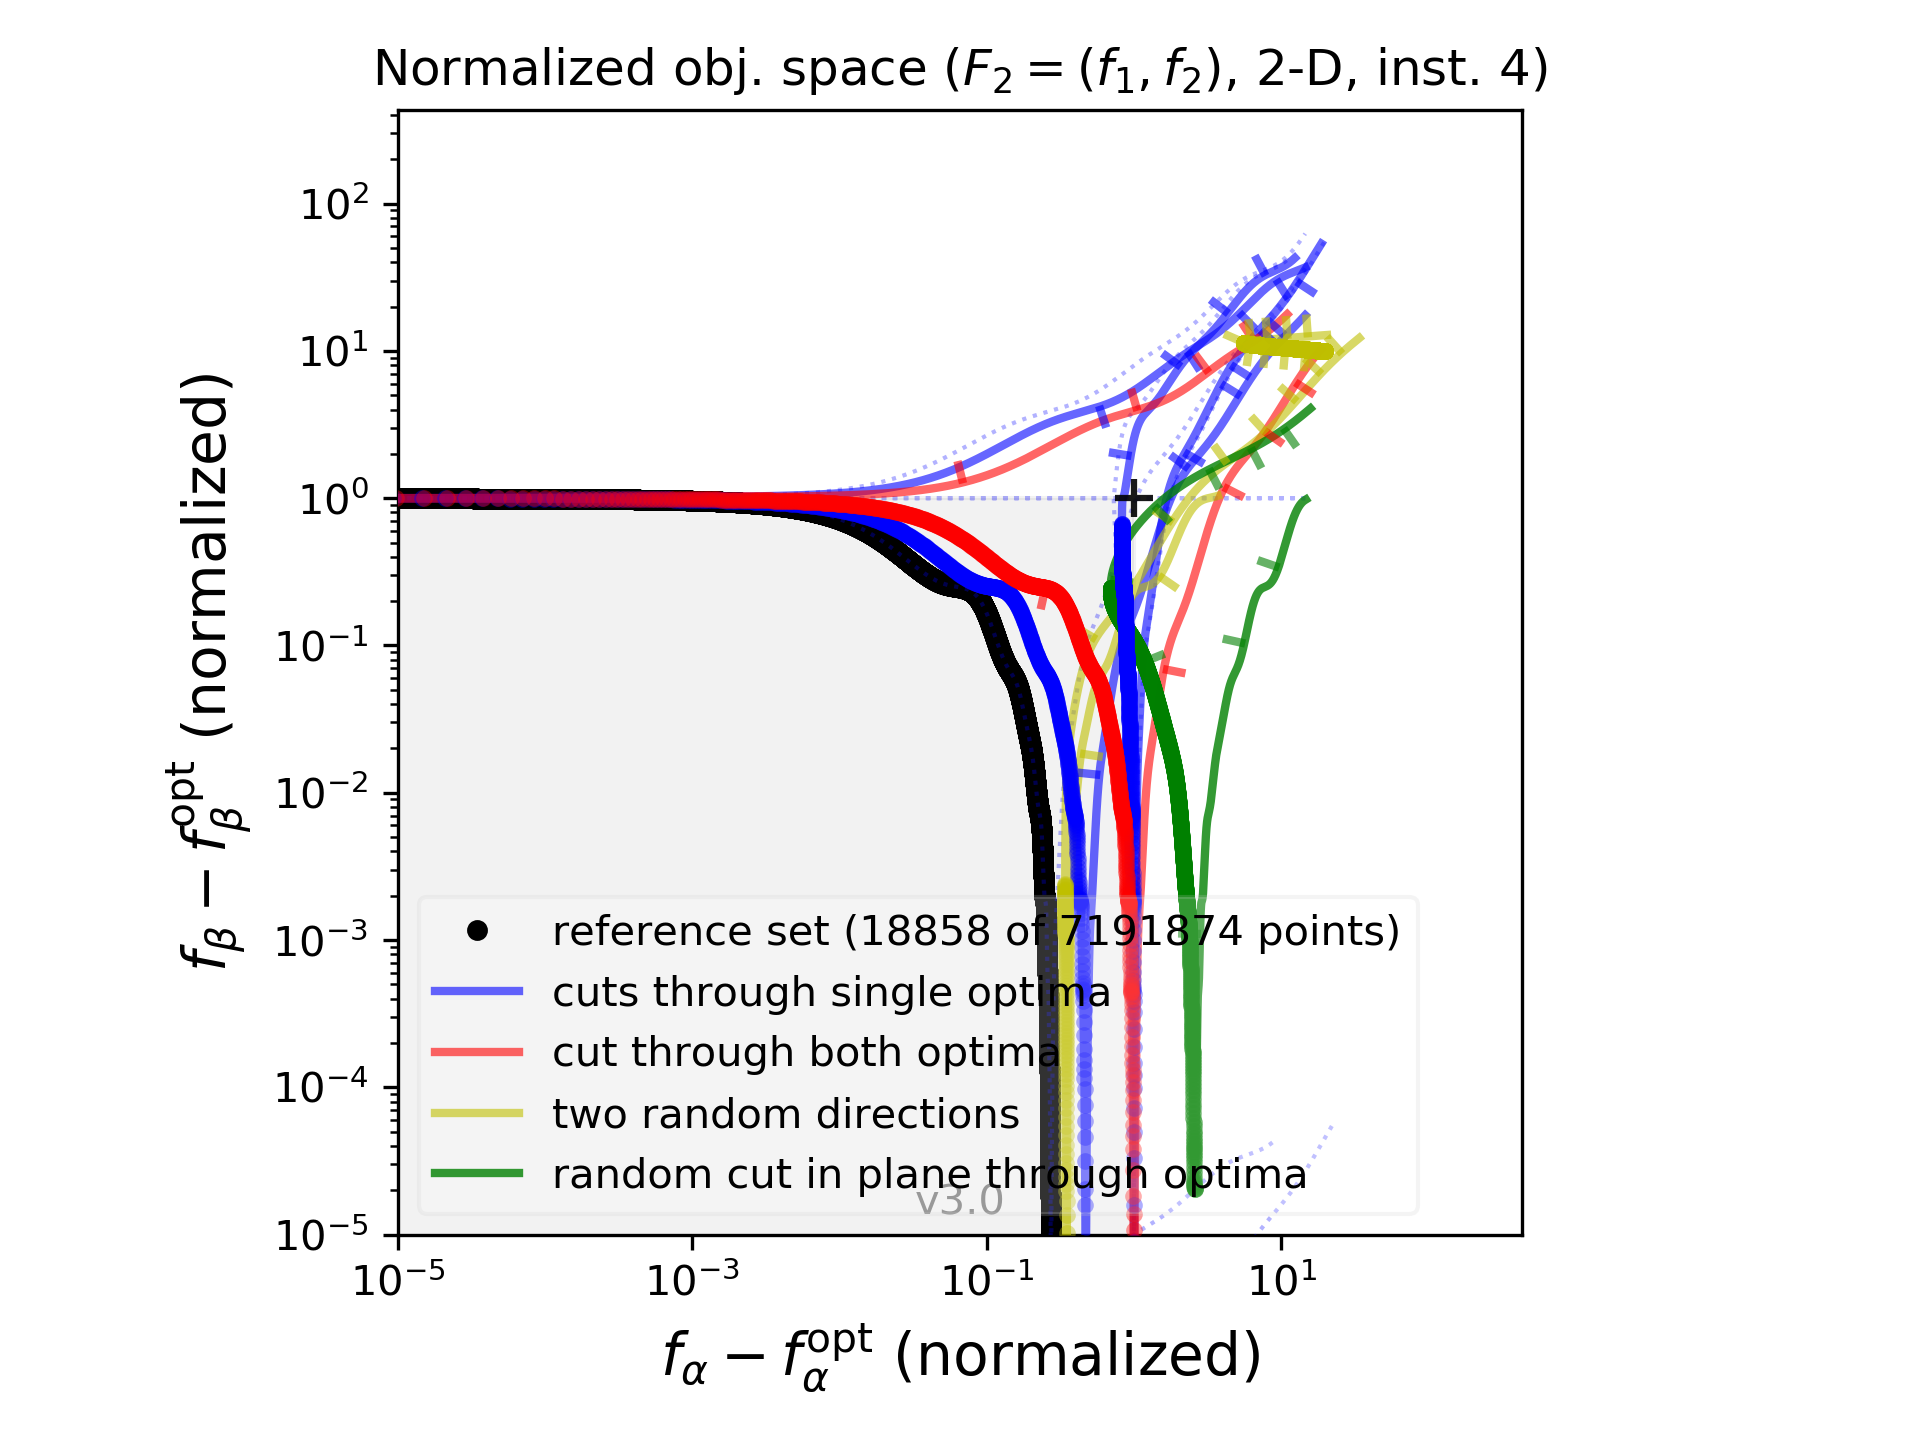 Normalized obj. space (F₂ = (f₁, f₂), 2-D, inst. 4)
10²
10¹
10⁰
10⁻¹
10⁻²
10⁻³
10⁻⁴
10⁻⁵
f_β − f_β^opt (normalized)
reference set (18858 of 7191874 points)
cuts through single optima
cut through both optima
two random directions
random cut in plane through optima
v3.0
10⁻⁵ 10⁻³ 10⁻¹ 10¹
f_α − f_α^opt (normalized)